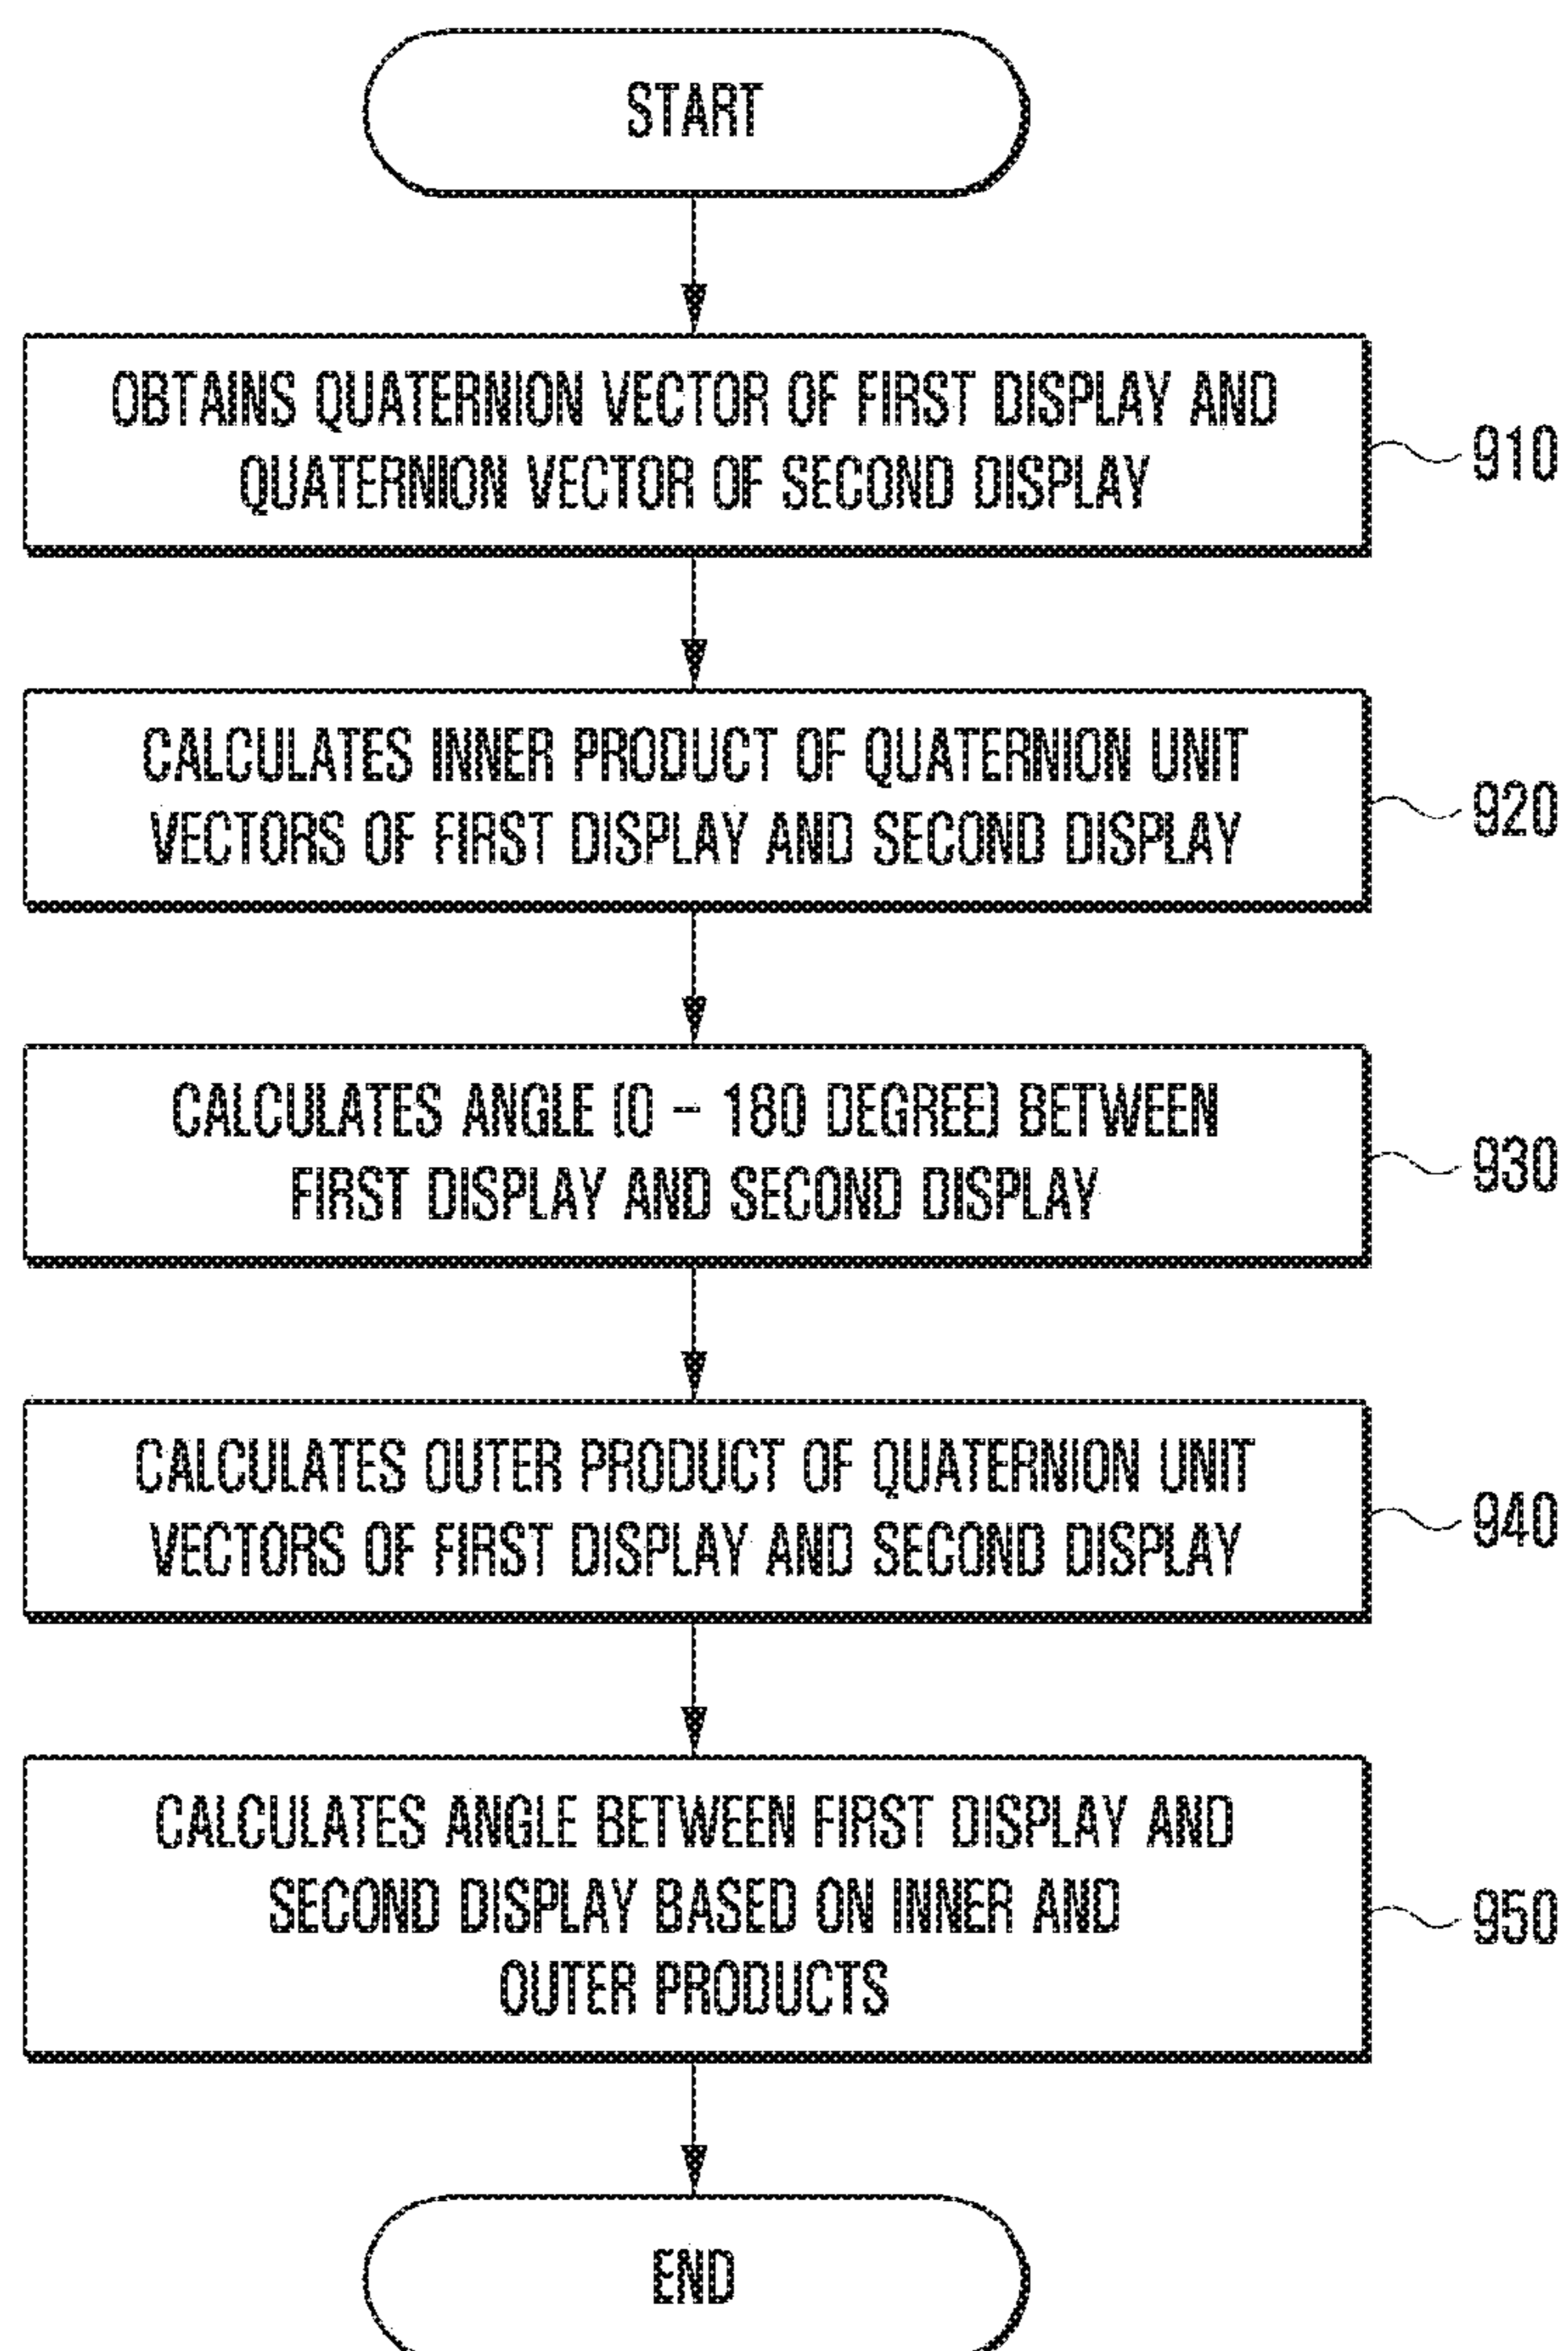 START
OBTAINS QUATERNION VECTOR OF FIRST DISPLAY AND
QUATERNION VECTOR OF SECOND DISPLAY
910
CALCULATES INNER PRODUCT OF QUATERNION UNIT
VECTORS OF FIRST DISPLAY AND SECOND DISPLAY
920
CALCULATES ANGLE (0 - 180 DEGREE) BETWEEN
FIRST DISPLAY AND SECOND DISPLAY
930
CALCULATES OUTER PRODUCT OF QUATERNION UNIT
VECTORS OF FIRST DISPLAY AND SECOND DISPLAY
940
CALCULATES ANGLE BETWEEN FIRST DISPLAY AND
SECOND DISPLAY BASED ON INNER AND
OUTER PRODUCTS
950
END